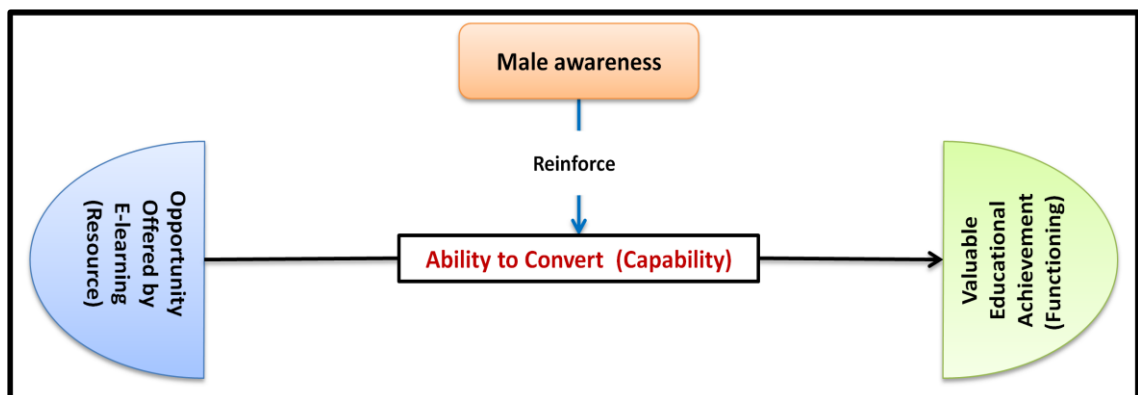 Male awareness
Reinforce
Opportunity
Offered by
E-learning
(Resource)
Ability to Convert (Capability)
Valuable
Educational
Achievement
(Functioning)